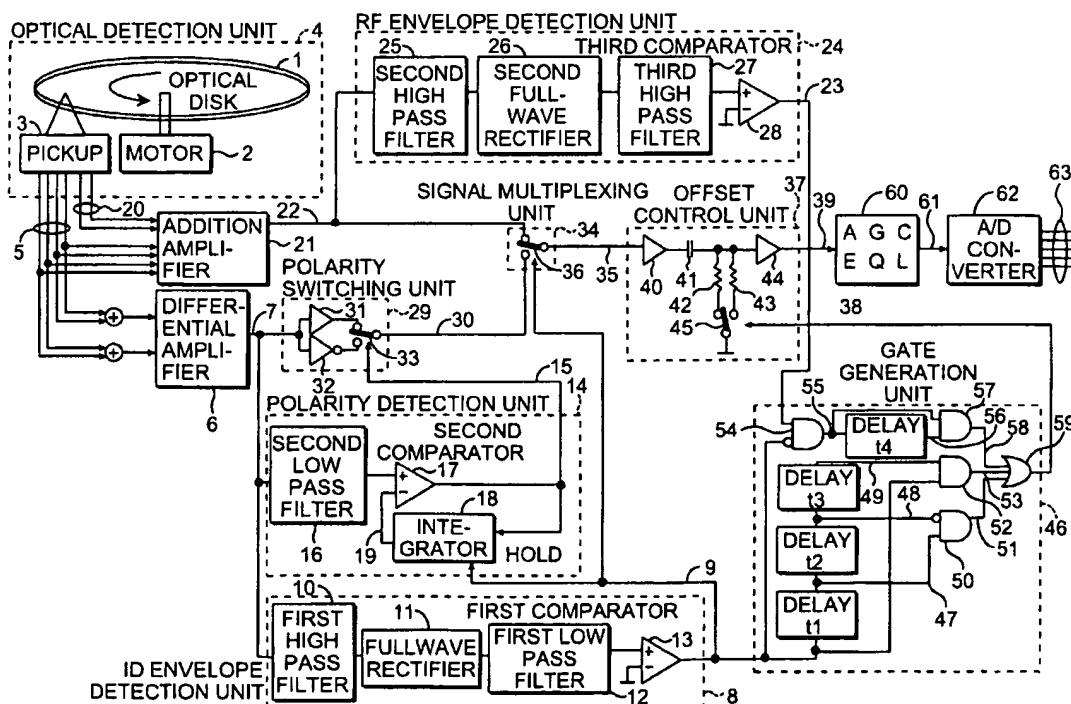 RF ENVELOPE DETECTION UNIT
OPTICAL DETECTION UNIT
4
1
OPTICAL
DISK
3
PICKUP
MOTOR
2
25
26
THIRD COMPARATOR
24
27
SECOND
HIGH
PASS
FILTER
SECOND
FULL-
WAVE
RECTIFIER
THIRD
HIGH
PASS
FILTER
+
−
28
23
5
20
22
ADDITION
AMPLI-
FIER
21
SIGNAL MULTIPLEXING
UNIT
34
36
35
OFFSET
CONTROL UNIT
37
40
41
42
43
44
45
39
60
A G C
E Q L
61
62
A/D
CON-
VERTER
63
38
DIFFER-
ENTIAL
AMPLI-
FIER
6
7
+
+
POLARITY
SWITCHING UNIT
31
29
30
32
33
15
14
POLARITY DETECTION UNIT
SECOND
LOW
PASS
FILTER
16
SECOND
COMPARATOR
17
+
−
18
INTE-
GRATOR
19
HOLD
9
GATE
GENERATION
UNIT
54
55
57
56
58
59
DELAY
t4
DELAY
t3
49
48
53
52
51
46
DELAY
t2
50
47
DELAY
t1
10
FIRST
HIGH
PASS
FILTER
11
FULLWAVE
RECTIFIER
FIRST COMPARATOR
FIRST LOW
PASS
FILTER
12
13
+
−
8
ID ENVELOPE
DETECTION UNIT